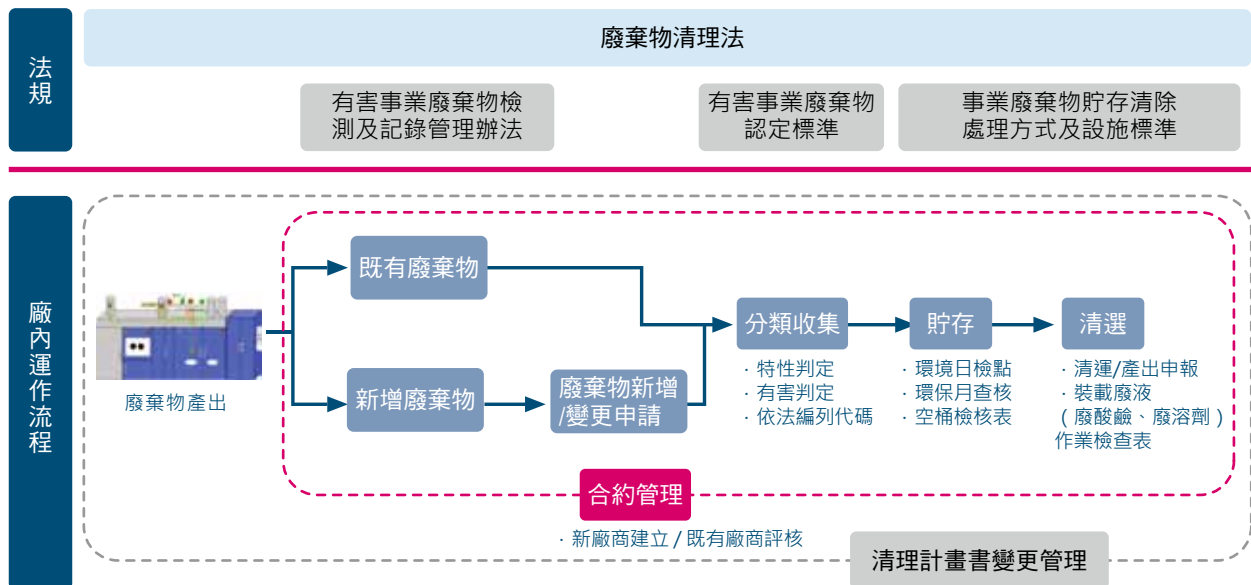 法規
廢棄物清理法
有害事業廢棄物檢
測及記錄管理辦法
有害事業廢棄物
認定標準
事業廢棄物貯存清除
處理方式及設施標準
廠內運作流程
廢棄物產出
既有廢棄物
新增廢棄物
廢棄物新增
/變更申請
分類收集
· 特性判定
· 有害判定
· 依法編列代碼
貯存
· 環境日檢點
· 環保月查核
· 空桶檢核表
清選
· 清運/產出申報
· 裝載廢液
( 廢酸鹼、廢溶劑 )
作業檢查表
合約管理
· 新廠商建立 / 既有廠商評核
清理計畫書變更管理